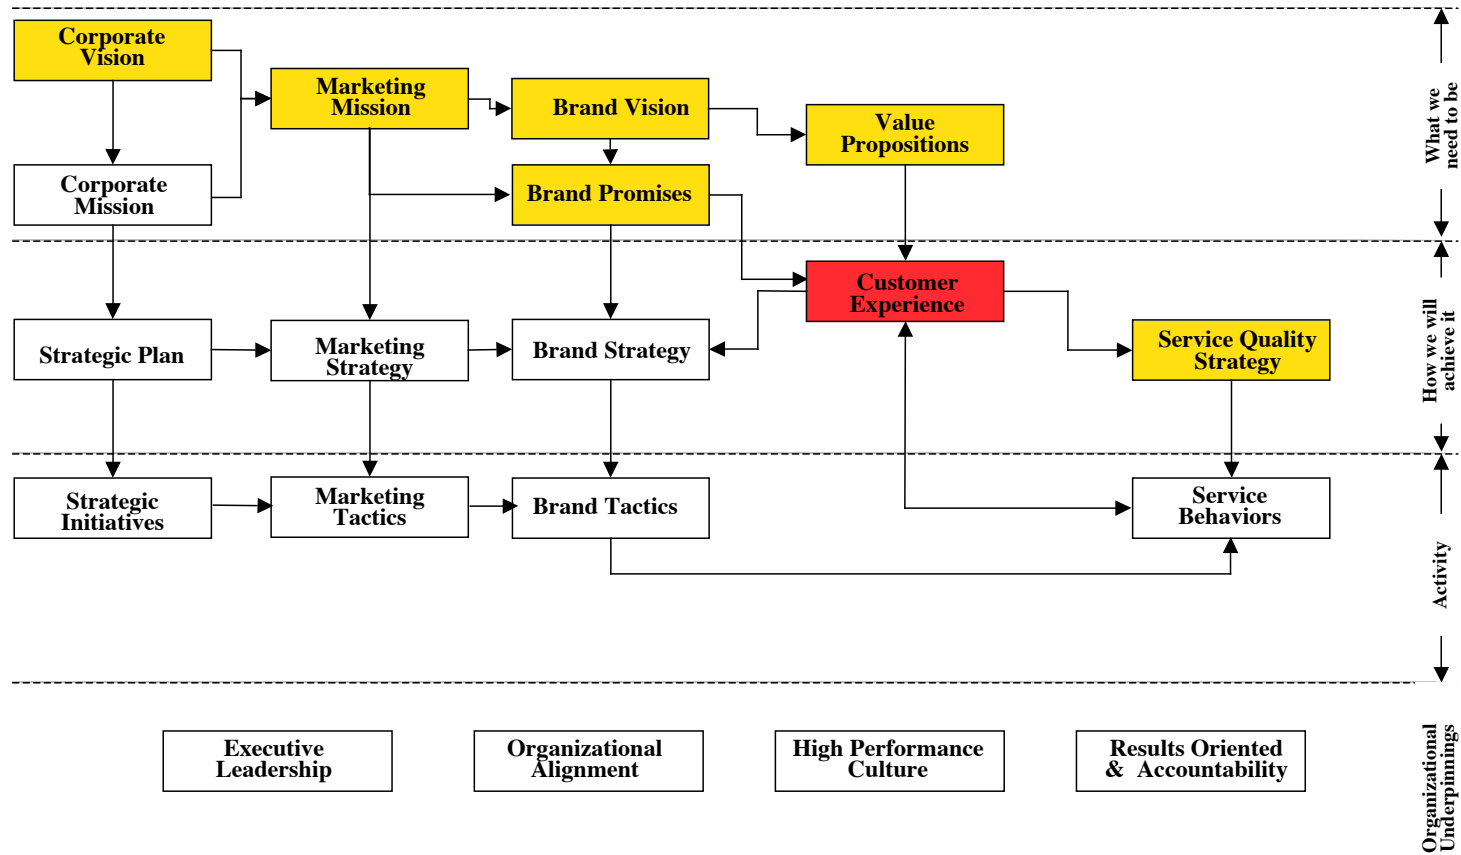 Corporate
Vision
Marketing
Mission
Brand Vision
Value
Propositions
What we
need to be
Corporate
Mission
Brand Promises
Customer
Experience
Strategic Plan
Marketing
Strategy
Brand Strategy
Service Quality
Strategy
How we will
achieve it
Strategic
Initiatives
Marketing
Tactics
Brand Tactics
Service
Behaviors
Activity
Executive
Leadership
Organizational
Alignment
High Performance
Culture
Results Oriented
& Accountability
Organizational
Underpinnings